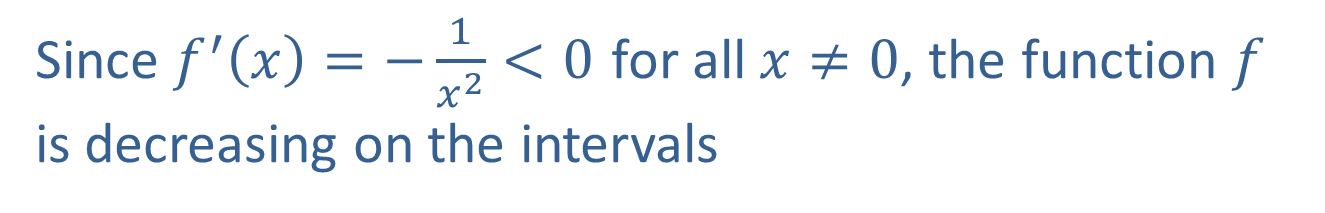 Since f′(x) = −1/x² < 0 for all x ≠ 0, the function f
is decreasing on the intervals